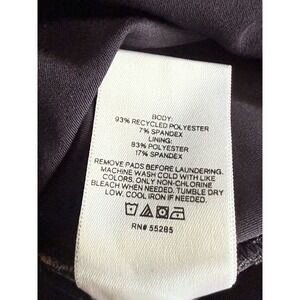 BODY:
93% RECYCLED POLYESTER
7% SPANDEX
LINING:
83% POLYESTER
17% SPANDEX
REMOVE PADS BEFORE LAUNDERING.
MACHINE WASH COLD WITH LIKE
COLORS. ONLY NON-CHLORINE
BLEACH WHEN NEEDED. TUMBLE DRY
LOW. COOL IRON IF NEEDED.
RN# 55285